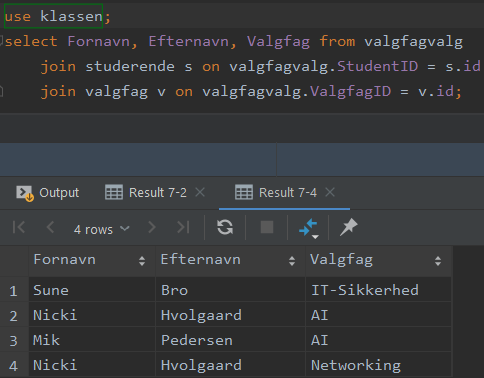 use klassen;
select Fornavn, Efternavn, Valgfag from valgfagvalg
join studerende s on valgfagvalg.StudentID = s.id
join valgfag v on valgfagvalg.ValgfagID = v.id;
Output Result 7-2 Result 7-4
4 rows
Fornavn Efternavn Valgfag
1 Sune Bro IT-Sikkerhed
2 Nicki Hvolgaard AI
3 Mik Pedersen AI
4 Nicki Hvolgaard Networking